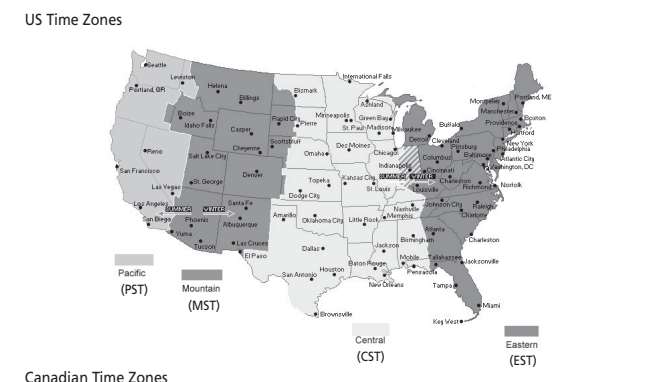 US Time Zones
Seattle
Portland, OR
Lewiston
Helena
Billings
Boise
Idaho Falls
Casper
Cheyenne
Rapid City
Scottsbluff
Bismark
Pierre
International Falls
Minneapolis
St. Paul
Ashland
Green Bay
Madison
Milwaukee
Des Moines
Chicago
Omaha
Reno
San Francisco
Salt Lake City
Denver
St. George
Las Vegas
Los Angeles
San Diego
SUMMER
WINTER
Phoenix
Yuma
Tucson
Santa Fe
Albuquerque
Las Cruces
El Paso
Topeka
Kansas City
Dodge City
St. Louis
Amarillo
Oklahoma City
Little Rock
Dallas
San Antonio
Houston
Brownsville
Indianapolis
SUMMER
WINTER
Louisville
Nashville
Memphis
Jackson
Birmingham
Baton Rouge
Mobile
New Orleans
Pensacola
Detroit
Cleveland
Columbus
Cincinnati
Charleston
Pittsburg
Buffalo
Montpelier
Portland, ME
Manchester
Boston
Providence
Hartford
New York
Philadelphia
Atlantic City
Baltimore
Washington, DC
Richmond
Norfolk
Johnson City
Raleigh
Charlotte
Atlanta
Charleston
Tallahassee
Jacksonville
Tampa
Miami
Key West
Pacific
(PST)
Mountain
(MST)
Central
(CST)
Eastern
(EST)
Canadian Time Zones